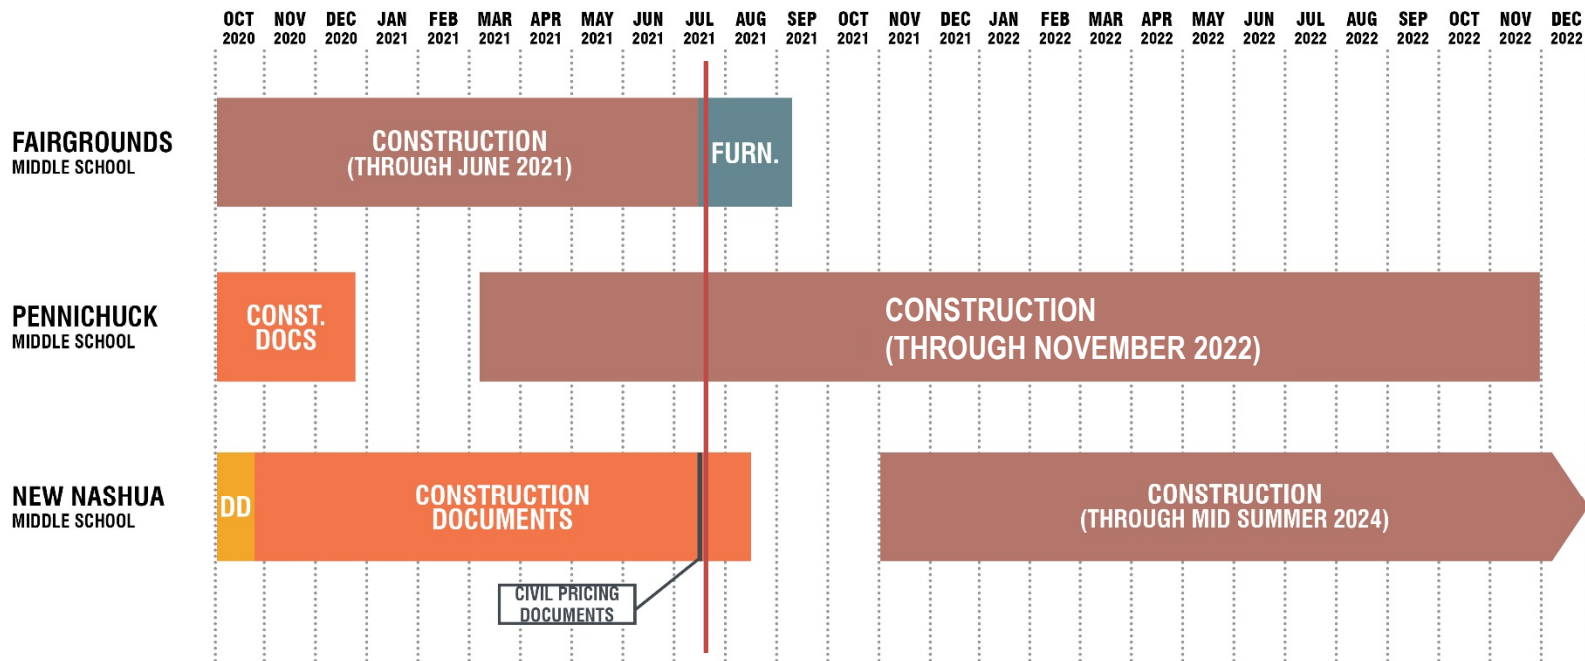 OCT NOV DEC JAN FEB MAR APR MAY JUN JUL AUG SEP OCT NOV DEC JAN FEB MAR APR MAY JUN JUL AUG SEP OCT NOV DEC
2020 2020 2020 2021 2021 2021 2021 2021 2021 2021 2021 2021 2021 2021 2021 2022 2022 2022 2022 2022 2022 2022 2022 2022 2022 2022 2022
FAIRGROUNDS
MIDDLE SCHOOL
CONSTRUCTION
(THROUGH JUNE 2021)
FURN.
PENNICHUCK
MIDDLE SCHOOL
CONST.
DOCS
CONSTRUCTION
(THROUGH NOVEMBER 2022)
NEW NASHUA
MIDDLE SCHOOL
DD
CONSTRUCTION
DOCUMENTS
CONSTRUCTION
(THROUGH MID SUMMER 2024)
CIVIL PRICING
DOCUMENTS